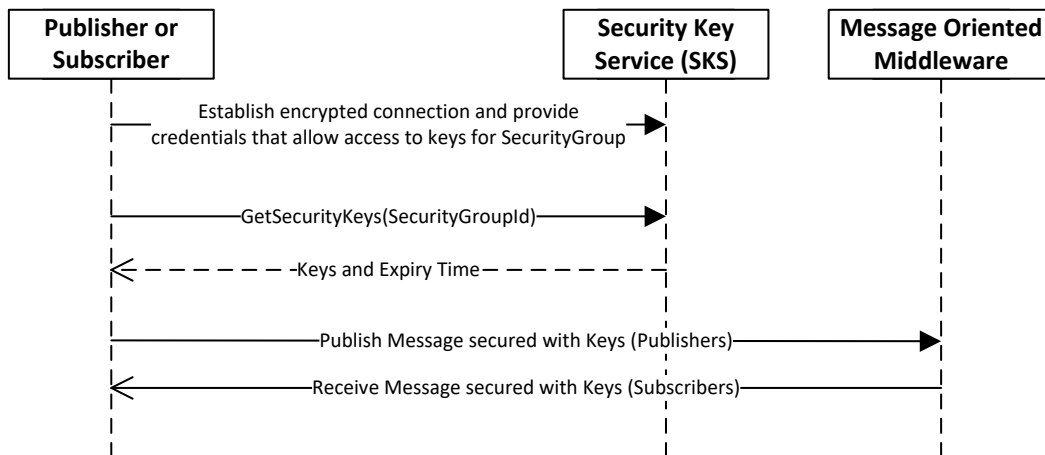 Publisher or
Subscriber
Security Key
Service (SKS)
Message Oriented
Middleware
Establish encrypted connection and provide
credentials that allow access to keys for SecurityGroup
GetSecurityKeys(SecurityGroupId)
Keys and Expiry Time
Publish Message secured with Keys (Publishers)
Receive Message secured with Keys (Subscribers)